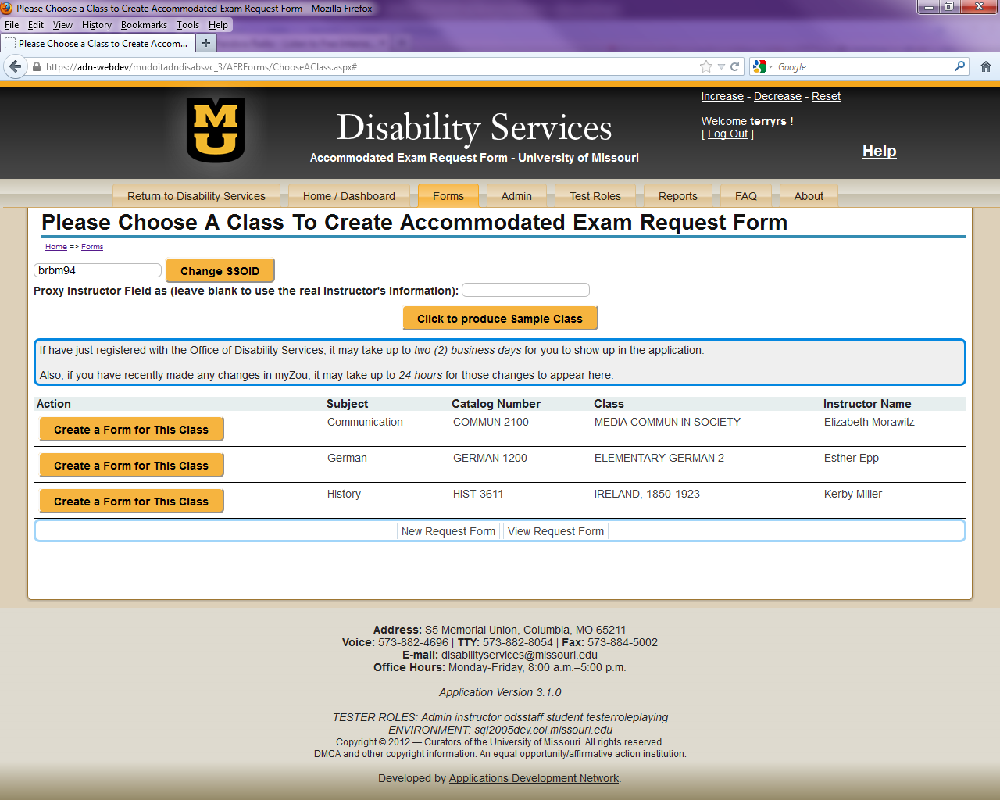 Please Choose a Class to Create Accommodated Exam Request Form - Mozilla Firefox
File Edit View History Bookmarks Tools Help
Please Choose a Class to Create Accom...
https://adn-webdev/mudoitadndisabsvc_3/AERForms/ChooseAClass.aspx#
Google
MU
Disability Services
Accommodated Exam Request Form - University of Missouri
Increase - Decrease - Reset
Welcome terryrs !
[ Log Out ]
Help
Return to Disability Services Home / Dashboard Forms Admin Test Roles Reports FAQ About
Please Choose A Class To Create Accommodated Exam Request Form
Home => Forms
brbm94 Change SSOID
Proxy Instructor Field as (leave blank to use the real instructor's information):
Click to produce Sample Class
If have just registered with the Office of Disability Services, it may take up to two (2) business days for you to show up in the application.
Also, if you have recently made any changes in myZou, it may take up to 24 hours for those changes to appear here.
Action Subject Catalog Number Class Instructor Name
Create a Form for This Class Communication COMMUN 2100 MEDIA COMMUN IN SOCIETY Elizabeth Morawitz
Create a Form for This Class German GERMAN 1200 ELEMENTARY GERMAN 2 Esther Epp
Create a Form for This Class History HIST 3611 IRELAND, 1850-1923 Kerby Miller
New Request Form View Request Form
Address: S5 Memorial Union, Columbia, MO 65211
Voice: 573-882-4696 | TTY: 573-882-8054 | Fax: 573-884-5002
E-mail: disabilityservices@missouri.edu
Office Hours: Monday-Friday, 8:00 a.m.–5:00 p.m.
Application Version 3.1.0
TESTER ROLES: Admin instructor odsstaff student testerroleplaying
ENVIRONMENT: sql2005dev.col.missouri.edu
Copyright © 2012 — Curators of the University of Missouri. All rights reserved.
DMCA and other copyright information. An equal opportunity/affirmative action institution.
Developed by Applications Development Network.